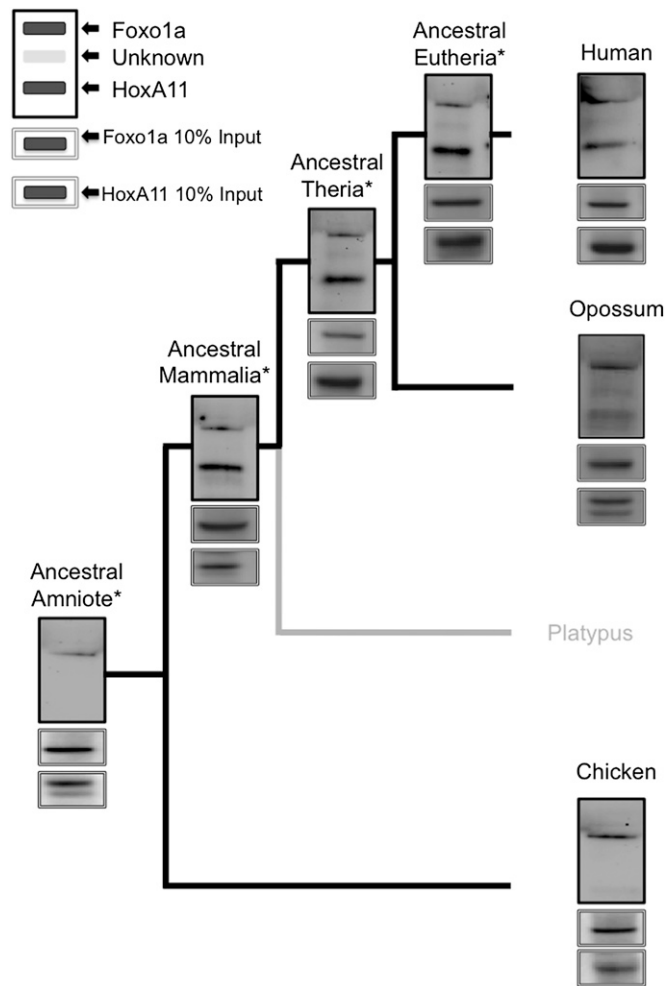 Foxo1a
Unknown
HoxA11
Foxo1a 10% Input
HoxA11 10% Input
Ancestral
Eutheria*
Human
Ancestral
Theria*
Opossum
Ancestral
Mammalia*
Ancestral
Amniote*
Platypus
Chicken